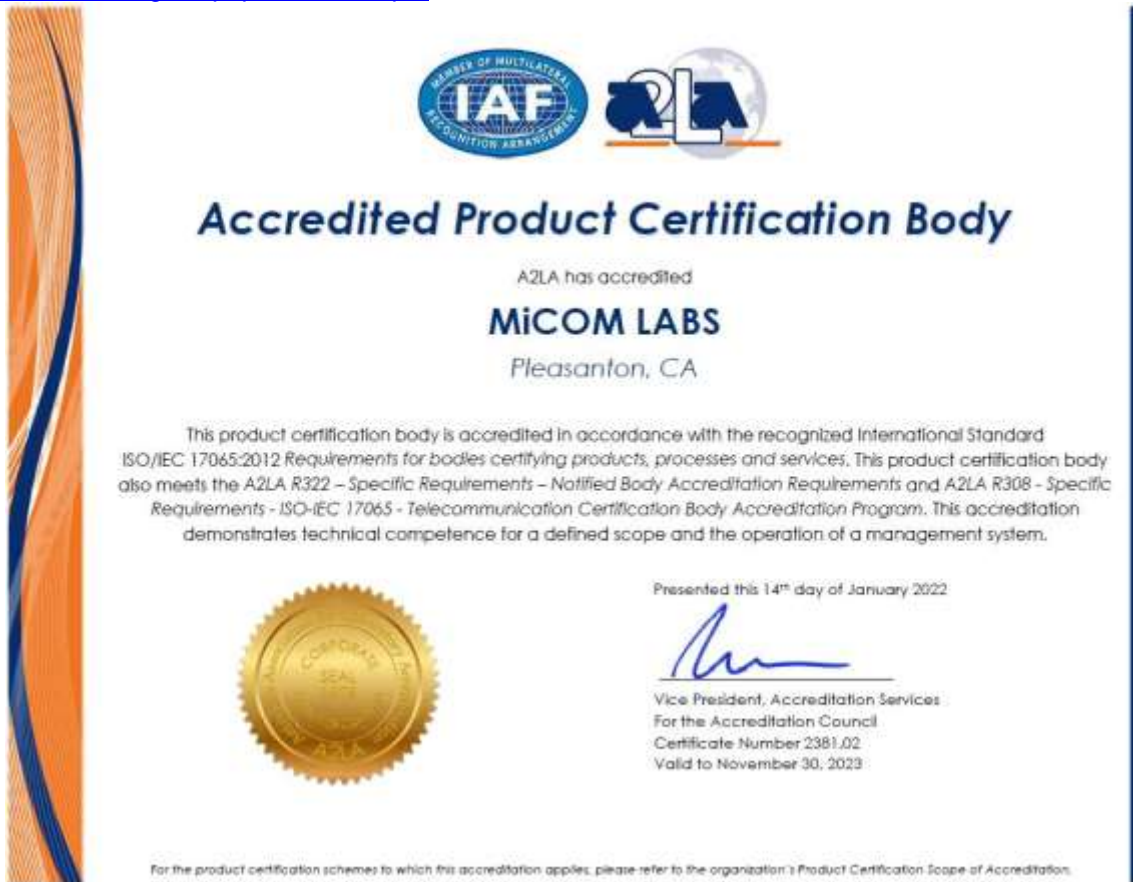 MEMBER OF MULTILATERAL
IAF
RECOGNITION ARRANGEMENT
a2La
Accredited Product Certification Body
A2LA has accredited
MiCOM LABS
Pleasanton, CA
This product certification body is accredited in accordance with the recognized International Standard
ISO/IEC 17065:2012 Requirements for bodies certifying products, processes and services. This product certification body
also meets the A2LA R322 – Specific Requirements – Notified Body Accreditation Requirements and A2LA R308 - Specific
Requirements - ISO-IEC 17065 - Telecommunication Certification Body Accreditation Program. This accreditation
demonstrates technical competence for a defined scope and the operation of a management system.
CORPORATE
SEAL
A2LA
Presented this 14th day of January 2022
Vice President, Accreditation Services
For the Accreditation Council
Certificate Number 2381.02
Valid to November 30, 2023
For the product certification schemes to which this accreditation applies, please refer to the organization's Product Certification Scope of Accreditation.